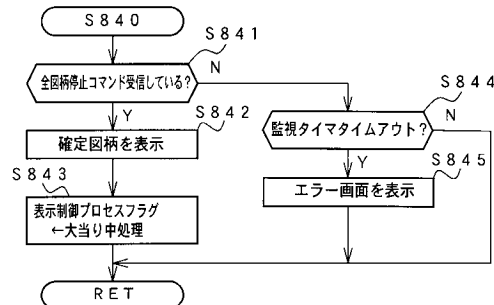 S840
S841
全図柄停止コマンド受信している?
N
S844
Y
S842
監視タイマタイムアウト?
N
確定図柄を表示
Y
S845
S843
エラー画面を表示
表示制御プロセスフラグ
←大当り中処理
RET